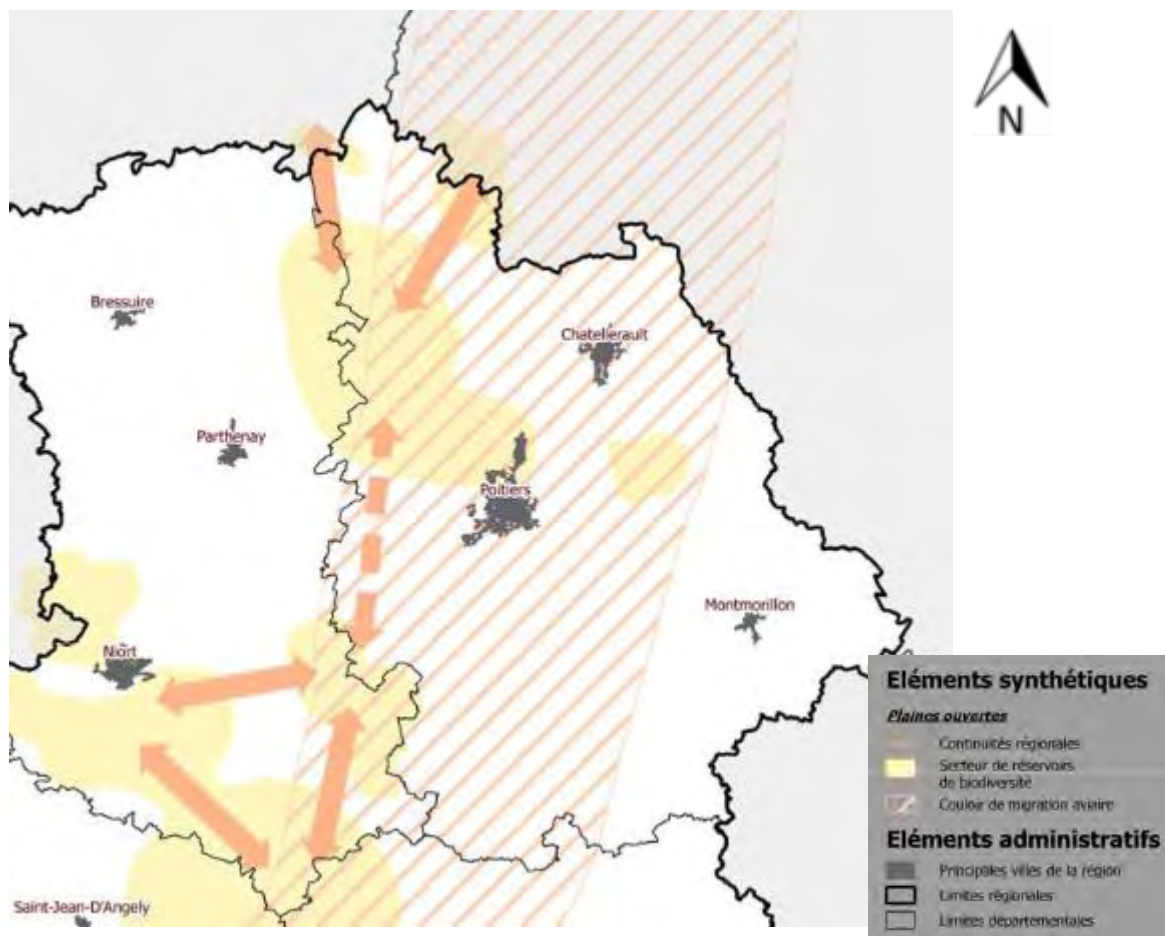 N
Bressuire
Chatellerault
Parthenay
Poitiers
Montmorillon
Niort
Saint-Jean-D'Angely
Eléments synthétiques
Plaines ouvertes
Continuités régionales
Secteur de réservoirs
de biodiversité
Couloir de migration aviaire
Eléments administratifs
Principales villes de la région
Limites régionales
Limites départementales